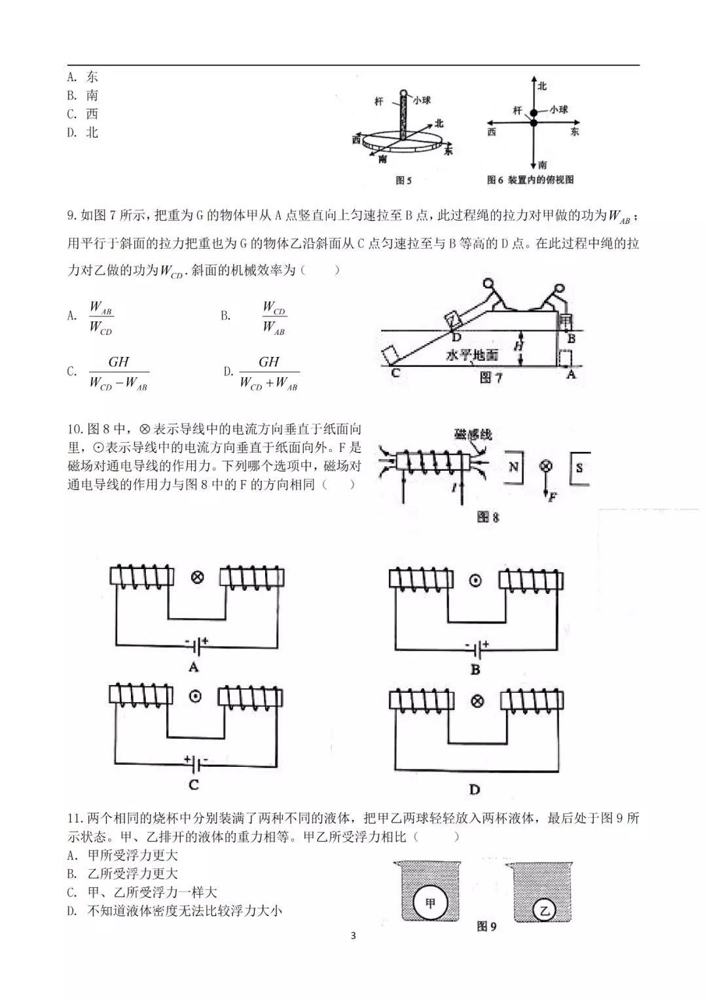 A. 东
B. 南
C. 西
D. 北
杆 小球 北 西 南 东
图5
北 杆 小球 西 东 南
图6 装置内的俯视图
9.如图7所示,把重为G的物体甲从A点竖直向上匀速拉至B点,此过程绳的拉力对甲做的功为W_{AB};
用平行于斜面的拉力把重也为G的物体乙沿斜面从C点匀速拉至与B等高的D点。在此过程中绳的拉
力对乙做的功为W_{CD}.斜面的机械效率为( )
A. W_{AB}/W_{CD} B. W_{CD}/W_{AB}
C. GH/(W_{CD}-W_{AB}) D. GH/(W_{CD}+W_{AB})
乙 甲 D B H 水平地面 C A
图7
10.图8中,⊗表示导线中的电流方向垂直于纸面向
里,⊙表示导线中的电流方向垂直于纸面向外。F是
磁场对通电导线的作用力。下列哪个选项中,磁场对
通电导线的作用力与图8中的F的方向相同( )
磁感线 I N ⊗ S F
图8
⊗ - +
A
⊙ - +
B
⊙ + -
C
⊗
D
11.两个相同的烧杯中分别装满了两种不同的液体，把甲乙两球轻轻放入两杯液体，最后处于图9所
示状态。甲、乙排开的液体的重力相等。甲乙所受浮力相比( )
A. 甲所受浮力更大
B. 乙所受浮力更大
C. 甲、乙所受浮力一样大
D. 不知道液体密度无法比较浮力大小
甲 乙
图9
3